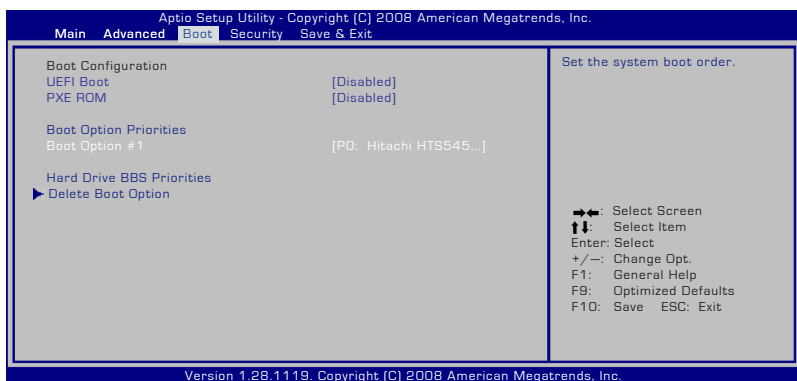 Aptio Setup Utility - Copyright (C) 2008 American Megatrends, Inc.
Main Advanced Boot Security Save & Exit
Boot Configuration
UEFI Boot [Disabled]
PXE ROM [Disabled]
Boot Option Priorities
Boot Option #1 [P0: Hitachi HTS545...]
Hard Drive BBS Priorities
Delete Boot Option
Set the system boot order.
→←: Select Screen
↑↓: Select Item
Enter: Select
+/—: Change Opt.
F1: General Help
F9: Optimized Defaults
F10: Save ESC: Exit
Version 1.28.1119. Copyright (C) 2008 American Megatrends, Inc.